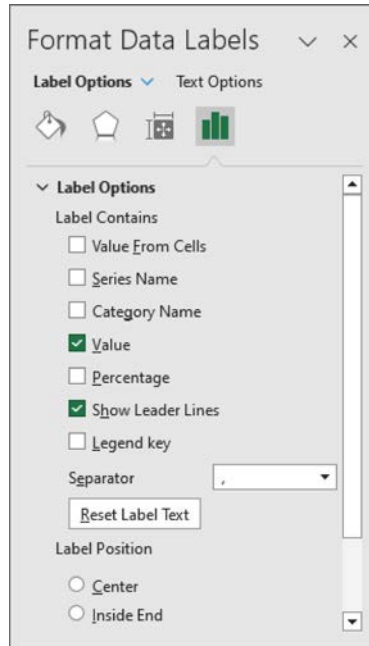 Format Data Labels
Label Options Text Options
Label Options
Label Contains
Value From Cells
Series Name
Category Name
Value
Percentage
Show Leader Lines
Legend key
Separator ,
Reset Label Text
Label Position
Center
Inside End